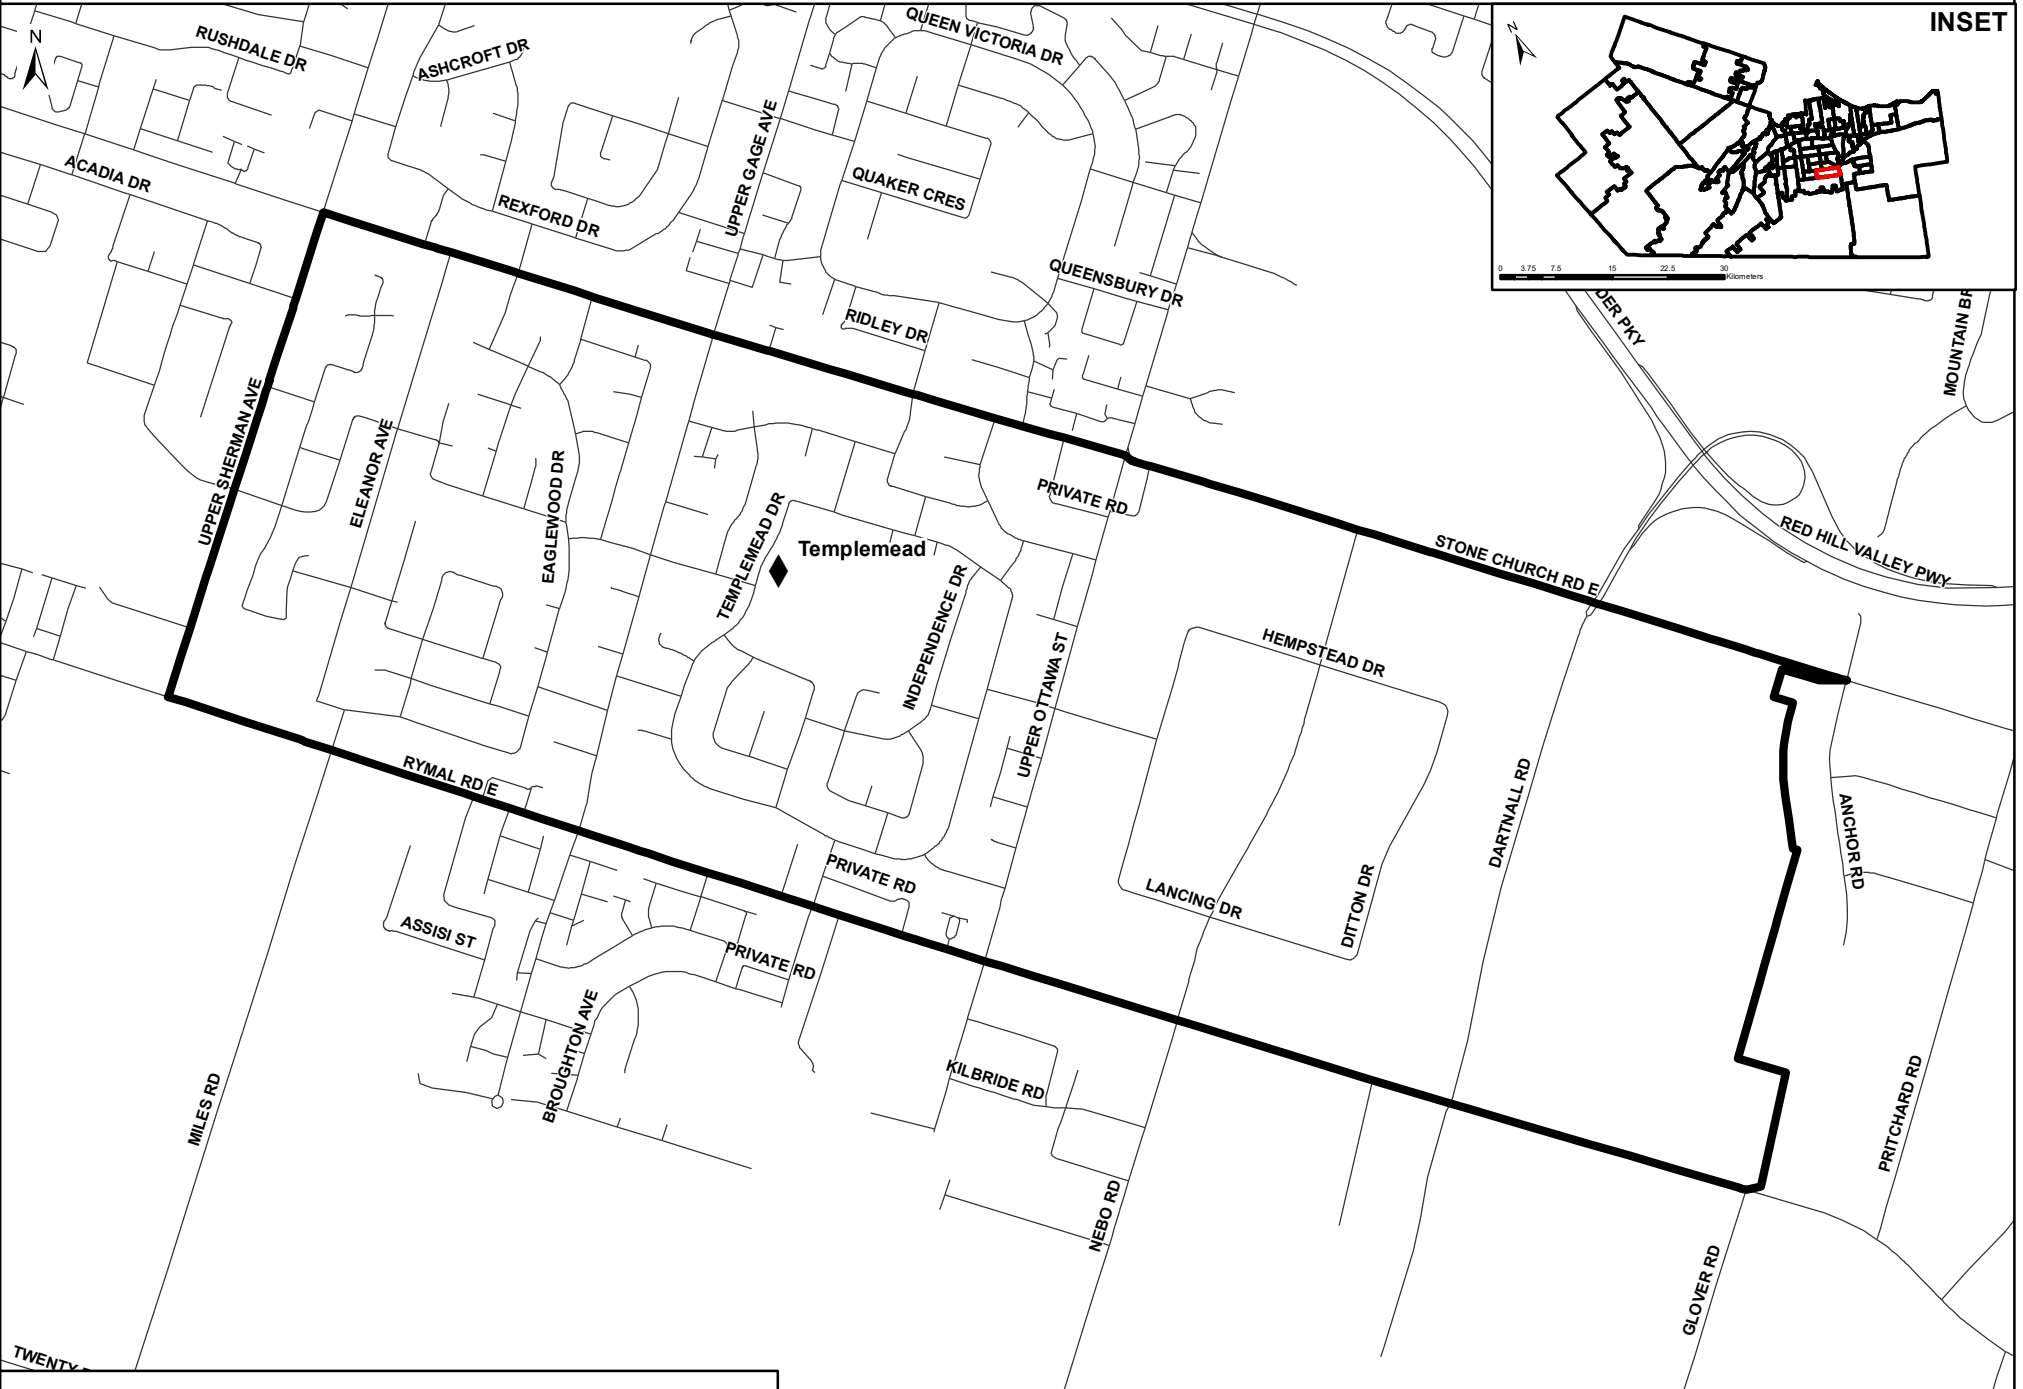 INSET
N
0 3.75 7.5 15 22.5 30
Kilometers
N
RUSHDALE DR
ASHCROFT DR
QUEEN VICTORIA DR
ACADIA DR
UPPER GAGE AVE
QUAKER CRES
REXFORD DR
QUEENSBURY DR
RIDLEY DR
DER PKY
MOUNTAIN BR
UPPER SHERMAN AVE
ELEANOR AVE
EAGLEWOOD DR
PRIVATE RD
TEMPLEMEAD DR
Templemead
STONE CHURCH RD E
RED HILL VALLEY PWY
INDEPENDENCE DR
HEMPSTEAD DR
UPPER OTTAWA ST
RYMAL RD E
DARTNALL RD
ANCHOR RD
PRIVATE RD
LANCING DR
DITTON DR
ASSISI ST
PRIVATE RD
BROUGHTON AVE
KILBRIDE RD
MILES RD
PRITCHARD RD
NEBO RD
GLOVER RD
TWENTY